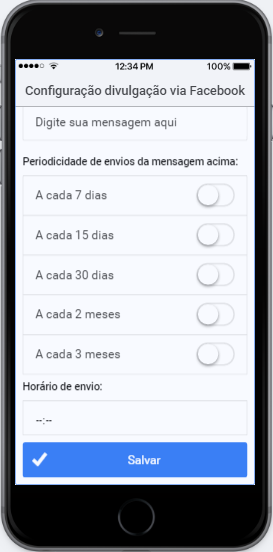 12:34 PM 100%
Configuração divulgação via Facebook
Digite sua mensagem aqui
Periodicidade de envios da mensagem acima:
A cada 7 dias
A cada 15 dias
A cada 30 dias
A cada 2 meses
A cada 3 meses
Horário de envio:
--:--
Salvar